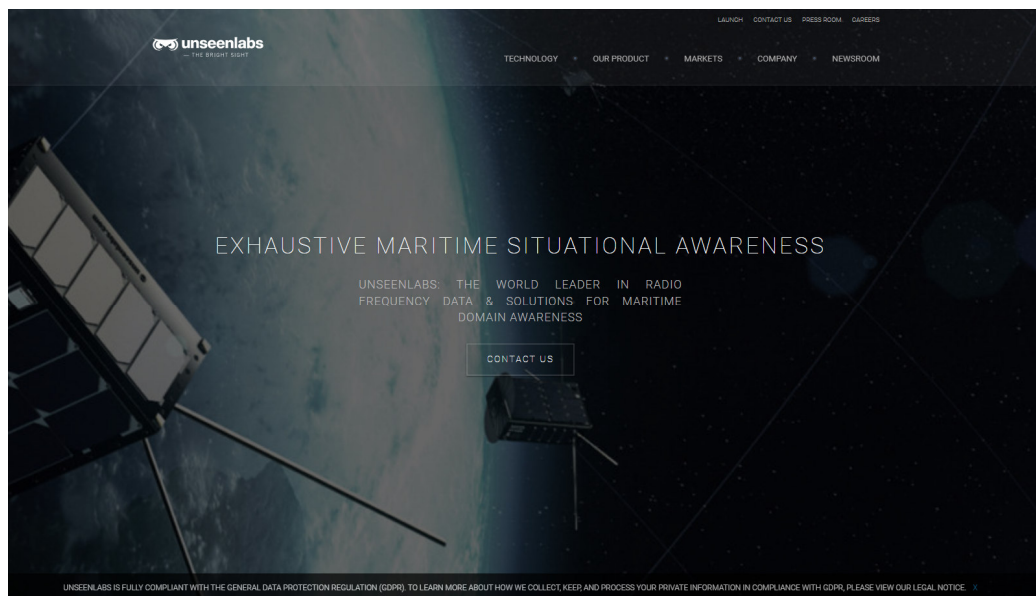 LAUNCH CONTACT US PRESS ROOM CAREERS
unseenlabs
— THE BRIGHT SIGHT
TECHNOLOGY OUR PRODUCT MARKETS COMPANY NEWSROOM
EXHAUSTIVE MARITIME SITUATIONAL AWARENESS
UNSEENLABS: THE WORLD LEADER IN RADIO
FREQUENCY DATA & SOLUTIONS FOR MARITIME
DOMAIN AWARENESS
CONTACT US
UNSEENLABS IS FULLY COMPLIANT WITH THE GENERAL DATA PROTECTION REGULATION (GDPR). TO LEARN MORE ABOUT HOW WE COLLECT, KEEP, AND PROCESS YOUR PRIVATE INFORMATION IN COMPLIANCE WITH GDPR, PLEASE VIEW OUR LEGAL NOTICE. X